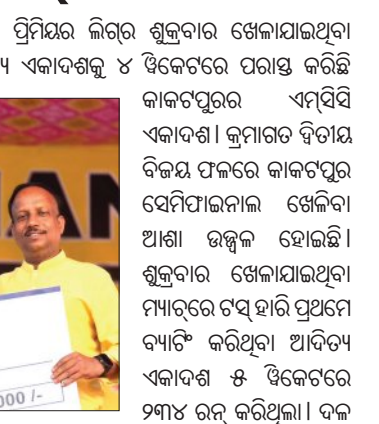 ପ୍ରିମିୟର ଲିଗ୍‌ର ଶୁକ୍ରବାର ଖେଳାଯାଇଥିବା
ୟ ଏକାଦଶକୁ ୪ ୱିକେଟରେ ପରାସ୍ତ କରିଛି
କାକଟପୁରର ଏମ୍‌ସିସି
ଏକାଦଶ। କ୍ରମାଗତ ଦ୍ୱିତୀୟ
ବିଜୟ ଫଳରେ କାକଟପୁର
ସେମିଫାଇନାଲ ଖେଳିବା
ଆଶା ଉଜ୍ଜ୍ୱଳ ହୋଇଛି।
ଶୁକ୍ରବାର ଖେଳାଯାଇଥିବା
ମ୍ୟାଚ୍‌ରେ ଟସ୍ ହାରି ପ୍ରଥମେ
ବ୍ୟାଟିଂ କରିଥିବା ଆଦିତ୍ୟ
ଏକାଦଶ ୫ ୱିକେଟରେ
୨୩୪ ରନ୍ କରିଥିଲା। ଦଳ
AN
000 /-